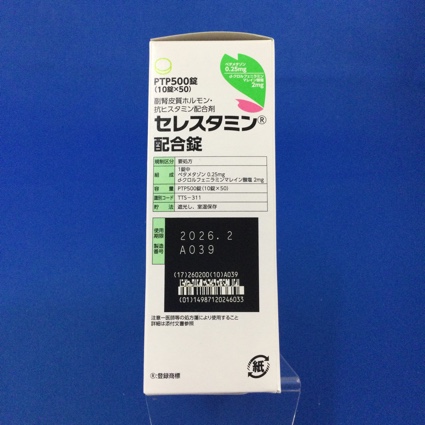 PTP500錠
(10錠×50)
ベタメタゾン
0.25mg
d-クロルフェニラミン
マレイン酸塩
2mg
副腎皮質ホルモン・
抗ヒスタミン配合剤
セレスタミン®
配合錠
規制区分 要処方
組成 1錠中
ベタメタゾン 0.25mg
d-クロルフェニラミンマレイン酸塩 2mg
容量 PTP500錠(10錠×50)
識別コード TTS-311
貯法 遮光し、室温保存
使用
期限
2026.2
製造
番号
A039
(17)260200(10)A039
(01)14987120246033
注意-医師等の処方箋により使用すること
詳細は添付文書参照
紙
®:登録商標